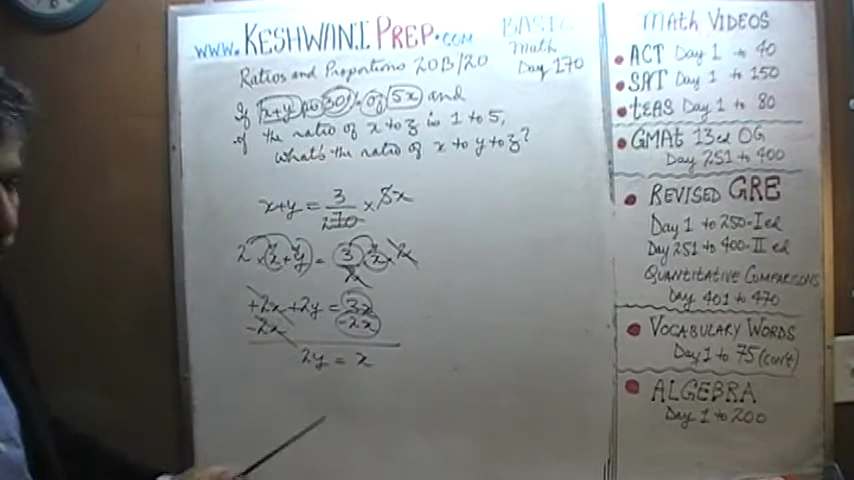 www.KESHWANI PREP.COM
BASIC
Math
Day 170
Ratios and Proportions 20B/20
If x+y is 30% of 5x and
if the ratio of x to z is 1 to 5,
what's the ratio of x to y to z?
x+y = 3/10 × 5x
2
2 × (x+y) = 3 × x × 2
+2x +2y = 3x
-2x -2x
2y = x
Math VIDEOS
ACT Day 1 to 40
SAT Day 1 to 150
tEAS Day 1 to 80
GMAt 13ed OG
Day 251 to 400
REVISED GRE
Day 1 to 250-I ed
Day 251 to 400-II ed
QUANTITATIVE COMPARISONS
Day 401 to 470
VOCABULARY WORDS
Day 1 to 75 (con't)
ALGEBRA
Day 1 to 200